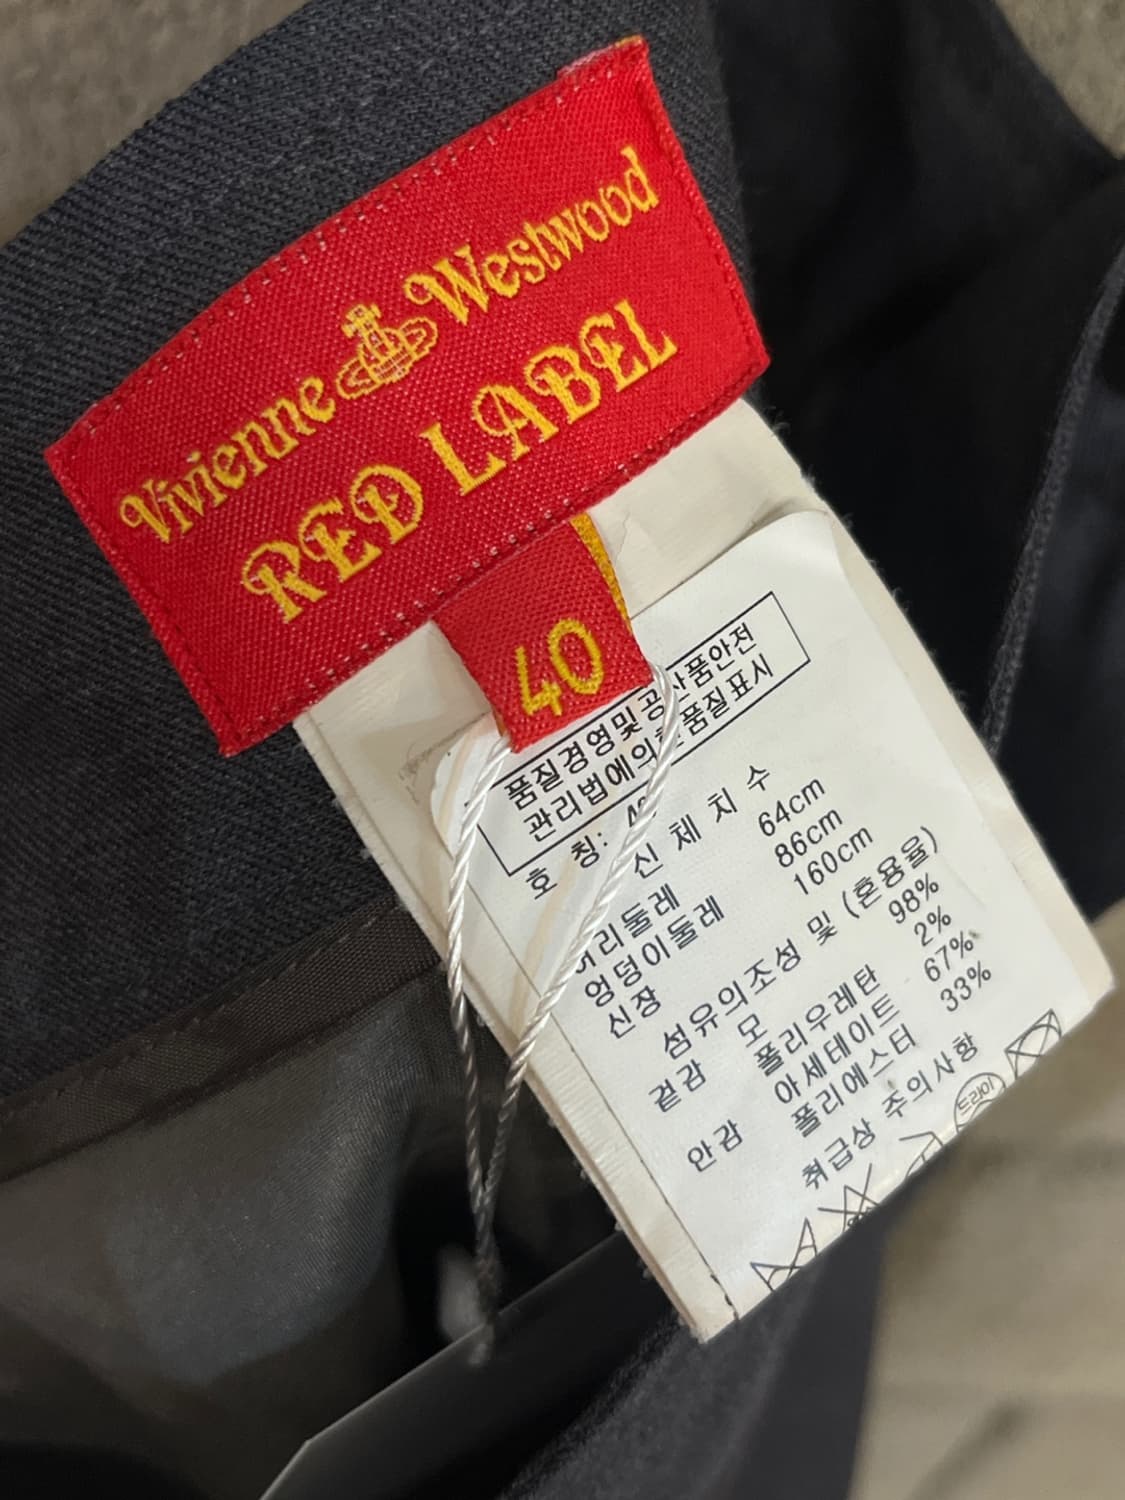 Vivienne Westwood
RED LABEL
40
품질경영및공산품안전
관리법에의한품질표시
호 칭: 40
신 체 치 수
허리둘레 64cm
엉덩이둘레 86cm
신장 160cm
섬유의조성 및 (혼용율)
겉감 모 98%
폴리우레탄 2%
안감 아세테이트 67%
폴리에스터 33%
취급상 주의사항
드라이